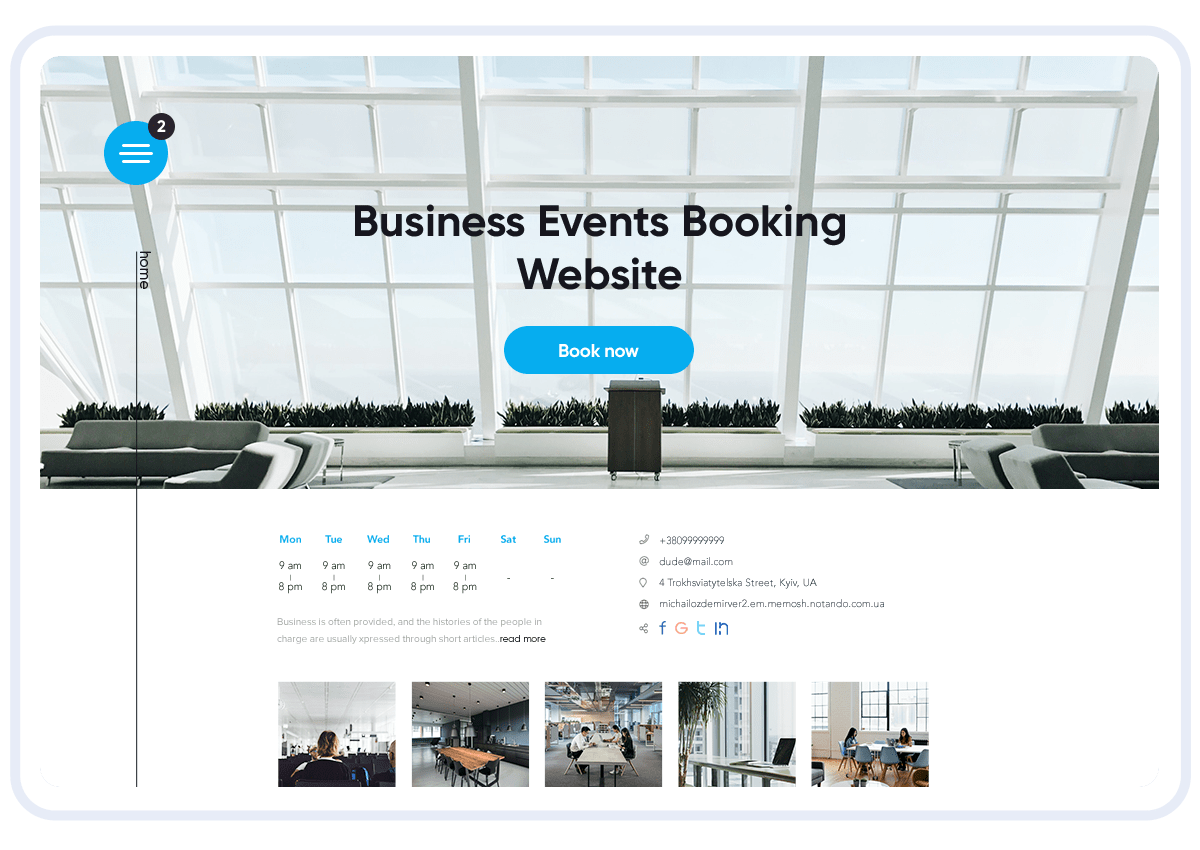 2
home
Business Events Booking
Website
Book now
Mon Tue Wed Thu Fri Sat Sun
9 am 9 am 9 am 9 am 9 am
8 pm 8 pm 8 pm 8 pm 8 pm
- -
Business is often provided, and the histories of the people in
charge are usually xpressed through short articles..read more
+38099999999
dude@mail.com
4 Trokhsviatytelska Street, Kyiv, UA
michailozdemirver2.em.memosh.notando.com.ua